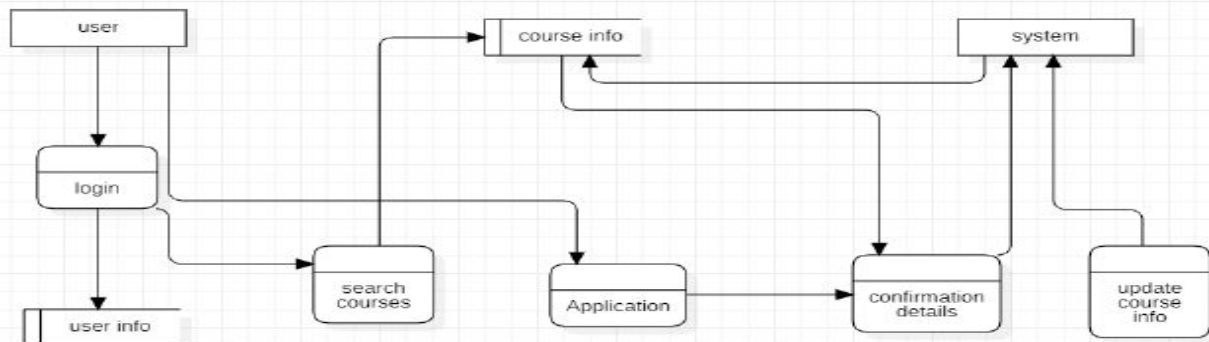 user
course info
system
login
search
courses
Application
confirmation
details
update
course
info
user info